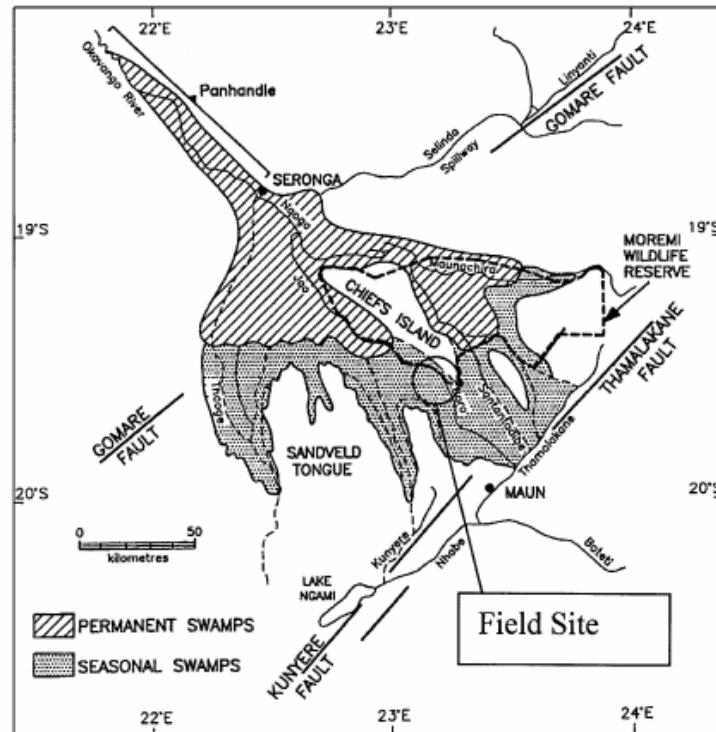 22°E
23°E
24°E
Okavango River
Panhandle
Linyanti
GOMARE FAULT
Selinda
Spillway
SERONGA
Nqoga
19°S
19°S
Maunachira
MOREMI
WILDLIFE
RESERVE
Jao
CHIEFS ISLAND
THAMALAKANE
FAULT
Thaoge
Boro
Santantadibe
GOMARE
FAULT
SANDVELD
TONGUE
Thamalakane
20°S
20°S
MAUN
0 50
kilometres
Kunyere
Nhabe
Boteti
LAKE
NGAMI
Field Site
PERMANENT SWAMPS
SEASONAL SWAMPS
KUNYERE
FAULT
22°E
23°E
24°E